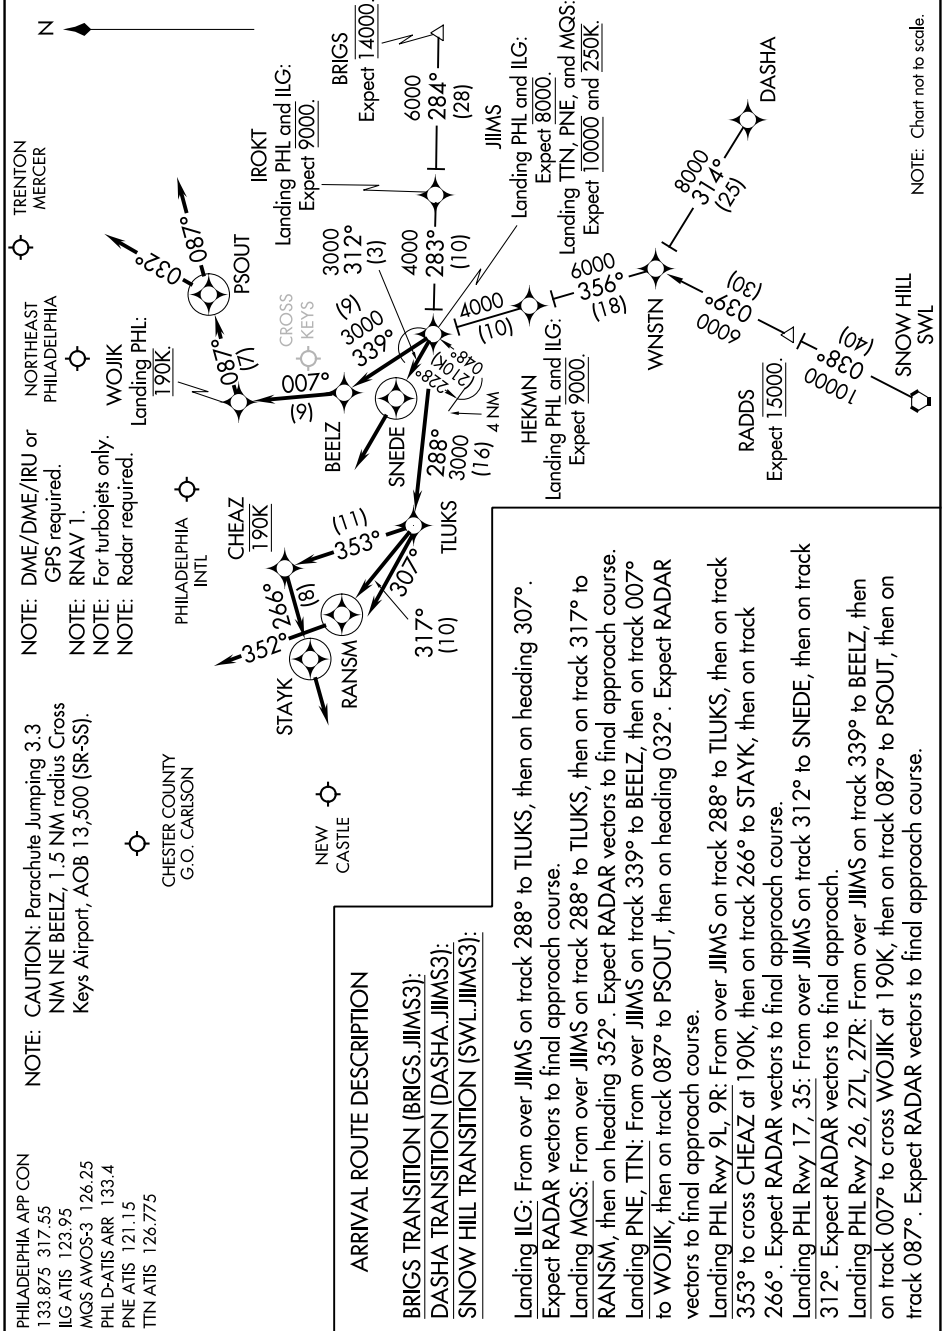 PHILADELPHIA APP CON
133.875 317.55
ILG ATIS 123.95
MQS AWOS-3 126.25
PHL D-ATIS ARR 133.4
PNE ATIS 121.15
TTN ATIS 126.775
NOTE: CAUTION: Parachute Jumping 3.3
NM NE BEELZ, 1.5 NM radius Cross
Keys Airport, AOB 13,500 (SR-SS).
NOTE: DME/DME/IRU or
GPS required.
NOTE: RNAV 1.
NOTE: For turbojets only.
NOTE: Radar required.
NORTHEAST
PHILADELPHIA
TRENTON
MERCER
N
CHESTER COUNTY
G.O. CARLSON
PHILADELPHIA
INTL
WOJIK
Landing PHL:
190K.
087°
(7)
PSOUT
032°
087°
NEW
CASTLE
STAYK
352°
266°
(8)
CHEAZ
190K
RANSM
353°
(11)
307°
317°
(10)
TLUKS
288°
3000
(16)
BEELZ
007°
(9)
CROSS
KEYS
SNEDE
339°
3000
(9)
3000
312°
(3)
228°
(210K)
048°
4 NM
IROKT
Landing PHL and ILG:
Expect 9000.
4000
283°
(10)
BRIGS
Expect 14000.
6000
284°
(28)
JIIMS
Landing PHL and ILG:
Expect 8000.
Landing TTN, PNE, and MQS:
Expect 10000 and 250K.
4000
(10)
HEKMN
Landing PHL and ILG:
Expect 9000.
6000
356°
(18)
WNSTN
8000
314°
(25)
DASHA
6000
039°
(30)
RADDS
Expect 15000.
10000
038°
(40)
SNOW HILL
SWL
NOTE: Chart not to scale.
ARRIVAL ROUTE DESCRIPTION
BRIGS TRANSITION (BRIGS.JIIMS3):
DASHA TRANSITION (DASHA.JIIMS3):
SNOW HILL TRANSITION (SWL.JIIMS3):
Landing ILG: From over JIIMS on track 288° to TLUKS, then on heading 307°.
Expect RADAR vectors to final approach course.
Landing MQS: From over JIIMS on track 288° to TLUKS, then on track 317° to
RANSM, then on heading 352°. Expect RADAR vectors to final approach course.
Landing PNE, TTN: From over JIIMS on track 339° to BEELZ, then on track 007°
to WOJIK, then on track 087° to PSOUT, then on heading 032°. Expect RADAR
vectors to final approach course.
Landing PHL Rwy 9L, 9R: From over JIIMS on track 288° to TLUKS, then on track
353° to cross CHEAZ at 190K, then on track 266° to STAYK, then on track
266°. Expect RADAR vectors to final approach course.
Landing PHL Rwy 17, 35: From over JIIMS on track 312° to SNEDE, then on track
312°. Expect RADAR vectors to final approach.
Landing PHL Rwy 26, 27L, 27R: From over JIIMS on track 339° to BEELZ, then
on track 007° to cross WOJIK at 190K, then on track 087° to PSOUT, then on
track 087°. Expect RADAR vectors to final approach course.